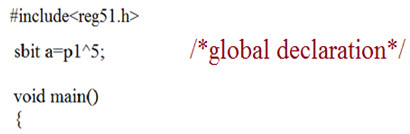 #include<reg51.h>
sbit a=p1^5; /*global declaration*/
void main()
{